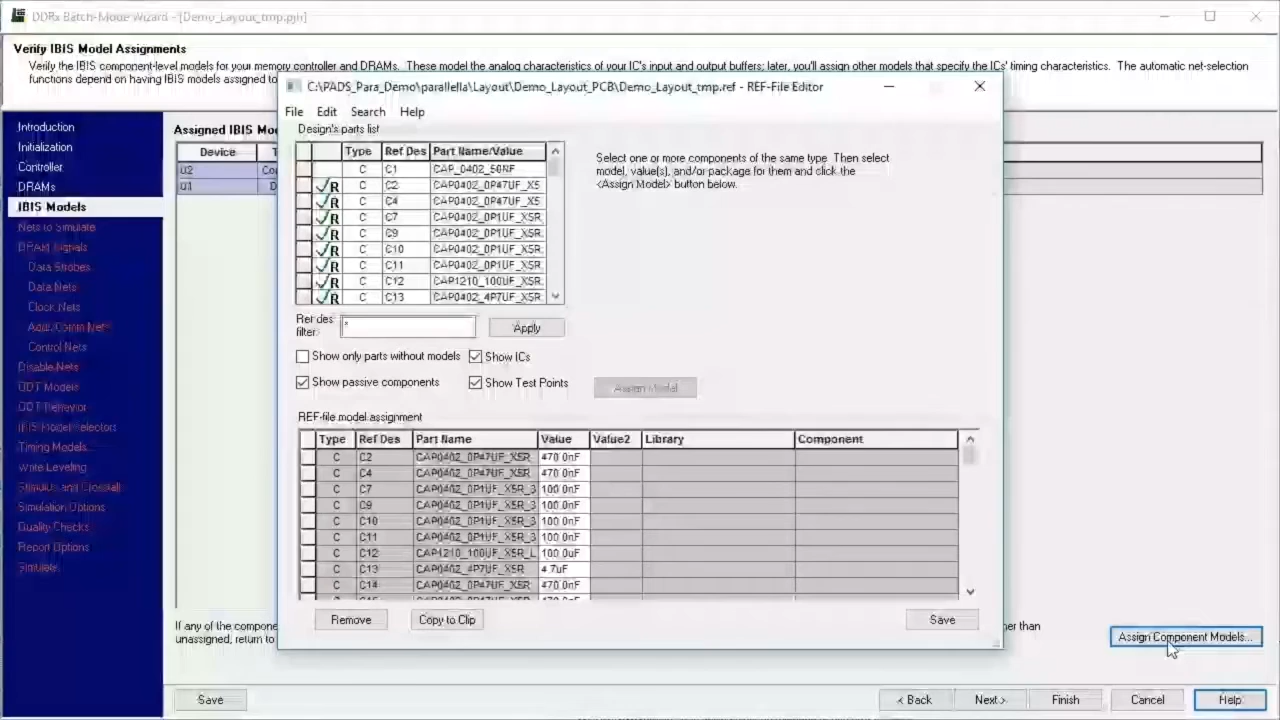 DDRx Batch-Mode Wizard - [Demo_Layout_tmp.pjh]
Verify IBIS Model Assignments
Verify the IBIS component-level models for your memory controller and DRAMs. These model the analog characteristics of your IC's input and output buffers; later, you'll assign other models that specify the ICs' timing characteristics. The automatic net-selection
functions depend on having IBIS models assigned to
Introduction
Initialization
Controller
DRAMs
IBIS Models
Nets to Simulate
DRAM Signals
Data Strobes
Data Nets
Clock Nets
Addr/Comm Nets
Control Nets
Disable Nets
ODT Models
ODT Behavior
IBIS Model Selectors
Timing Models
Write Leveling
Stimulus and Crosstalk
Simulation Options
Quality Checks
Report Options
Simulate
Assigned IBIS Mo
Device T
U2 Co
U1 D
C:\PADS_Para_Demo\parallella\Layout\Demo_Layout_PCB\Demo_Layout_tmp.ref - REF-File Editor
File Edit Search Help
Design's parts list
Type Ref Des Part Name/Value
C C1 CAP_0402_50NF
R C C2 CAP0402_0P47UF_X5
R C C4 CAP0402_0P47UF_X5
R C C7 CAP0402_0P1UF_X5R
R C C9 CAP0402_0P1UF_X5R
R C C10 CAP0402_0P1UF_X5R
R C C11 CAP0402_0P1UF_X5R
R C C12 CAP1210_100UF_X5R
R C C13 CAP0402_4P7UF_X5R
Select one or more components of the same type. Then select
model, value(s), and/or package for them and click the
<Assign Model> button below.
Ref des
filter: * Apply
Show only parts without models Show ICs
Show passive components Show Test Points Assign Model
REF-file model assignment
Type Ref Des Part Name Value Value2 Library Component
C C2 CAP0402_0P47UF_X5R_ 470.0nF
C C4 CAP0402_0P47UF_X5R_ 470.0nF
C C7 CAP0402_0P1UF_X5R_3 100.0nF
C C9 CAP0402_0P1UF_X5R_3 100.0nF
C C10 CAP0402_0P1UF_X5R_3 100.0nF
C C11 CAP0402_0P1UF_X5R_3 100.0nF
C C12 CAP1210_100UF_X5R_L 100.0uF
C C13 CAP0402_4P7UF_X5R 4.7uF
C C14 CAP0402_0P47UF_X5R_ 470.0nF
Remove Copy to Clip Save
If any of the compone
unassigned, return to
her than
Assign Component Models...
Save < Back Next > Finish Cancel Help